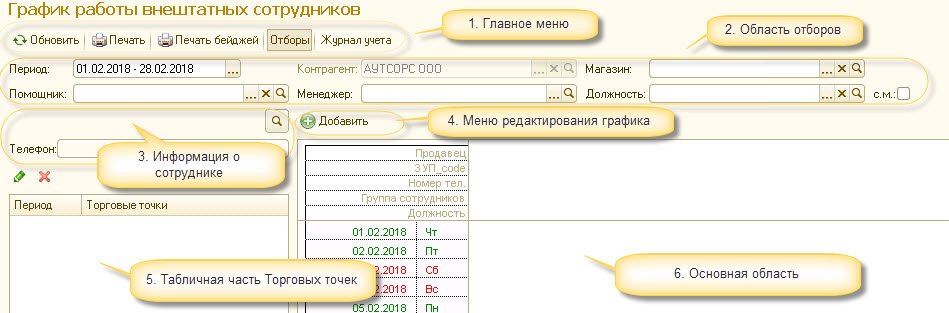 График работы внештатных сотрудников
1. Главное меню
Обновить Печать Печать бейджей Отборы Журнал учета
2. Область отборов
Период: 01.02.2018 - 28.02.2018 ... Контрагент: АУТСОРС ООО ... Магазин: ...
Помощник: ... Менеджер: ... Должность: ... с.м.:
Добавить
4. Меню редактирования графика
Телефон:
3. Информация о
сотруднике
Продавец
ЗУП_code
Номер тел.
Группа сотрудников
Должность
Период Торговые точки
01.02.2018 Чт
02.02.2018 Пт
.2018 Сб
.2018 Вс
05.02.2018 Пн
5. Табличная часть Торговых точек
6. Основная область